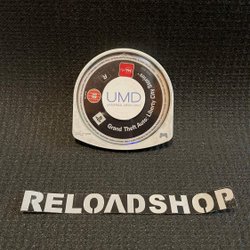 UMD
Grand Theft Auto: Liberty City Stories
RELOADSHOP